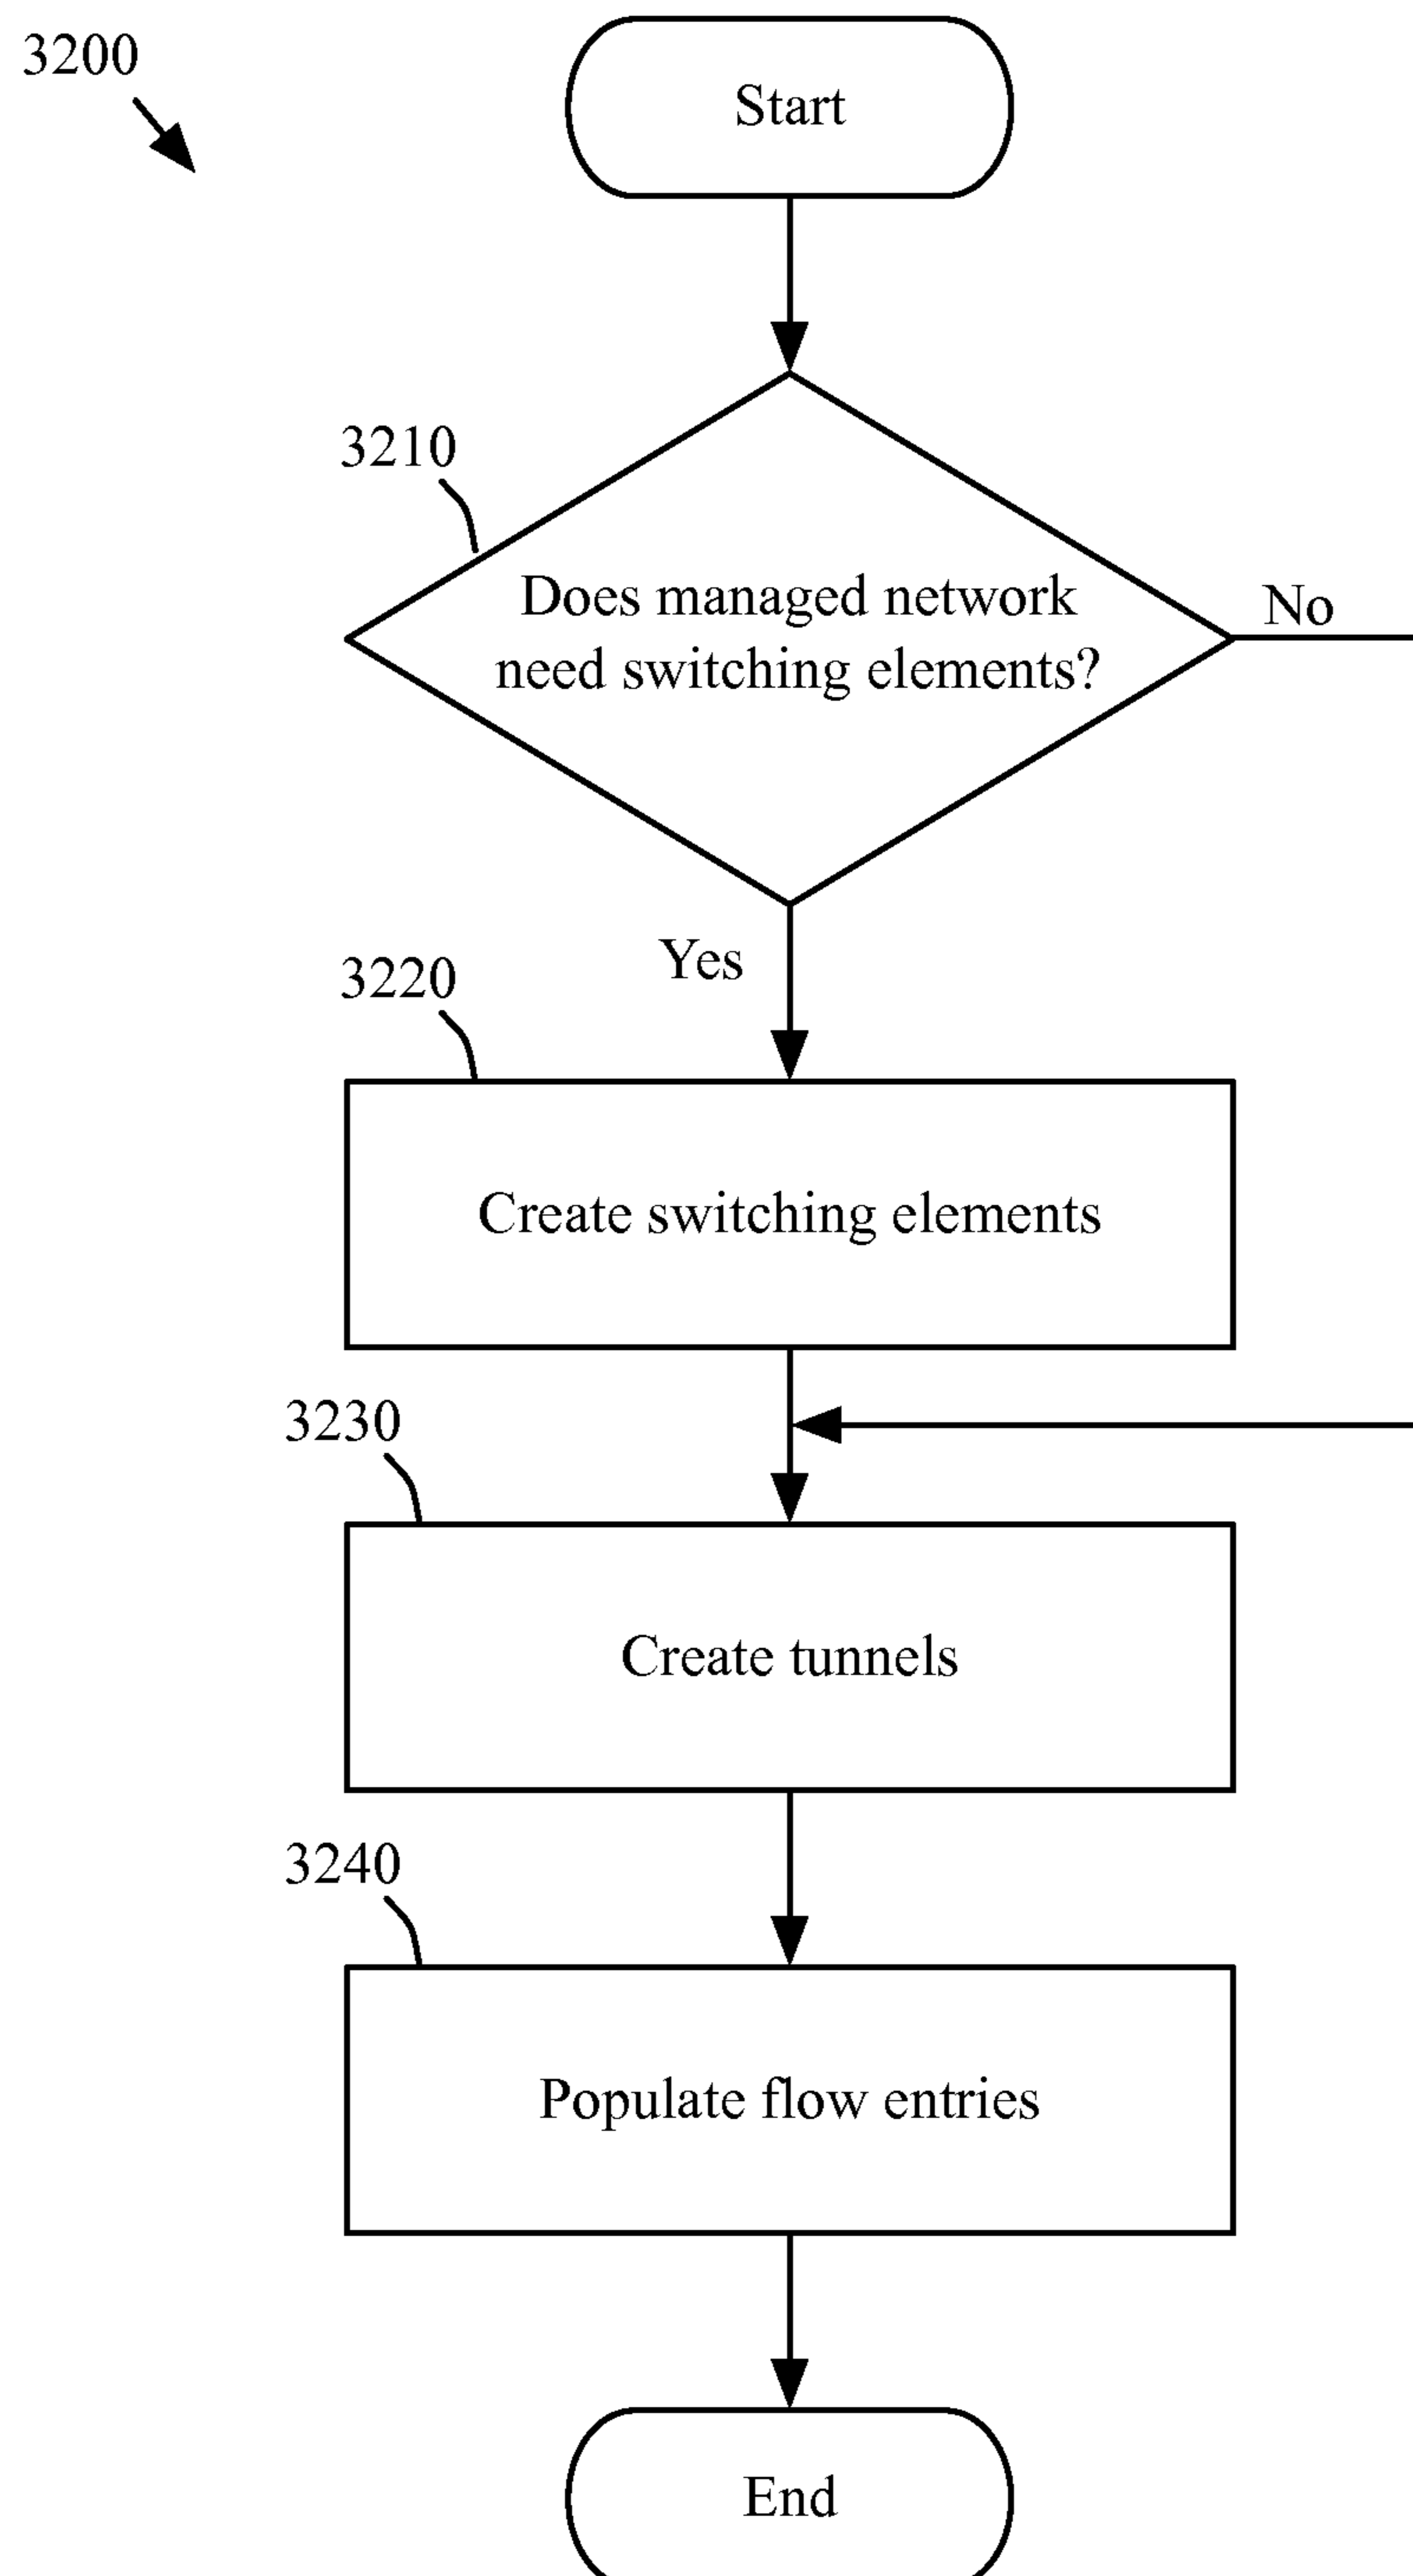 3200
Start
3210
Does managed network
need switching elements?
No
Yes
3220
Create switching elements
3230
Create tunnels
3240
Populate flow entries
End